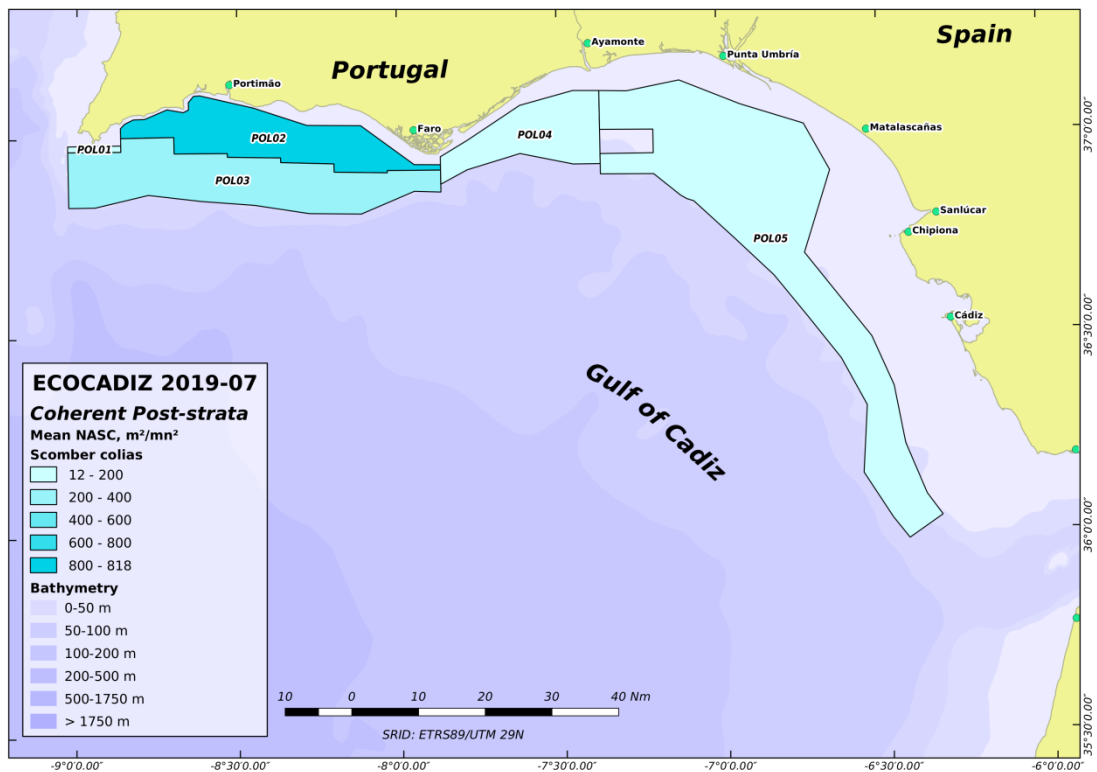 Spain
Ayamonte
Punta Umbría
Portugal
Portimão
Faro
Matalascañas
POL01
POL02
POL04
POL03
Sanlúcar
Chipiona
POL05
Cádiz
Gulf of Cadiz
ECOCADIZ 2019-07
Coherent Post-strata
Mean NASC, m²/mn²
Scomber colias
12 - 200
200 - 400
400 - 600
600 - 800
800 - 818
Bathymetry
0-50 m
50-100 m
100-200 m
200-500 m
500-1750 m
> 1750 m
10 0 10 20 30 40 Nm
SRID: ETRS89/UTM 29N
37°0'0.00"
36°30'0.00"
36°0'0.00"
35°30'0.00"
-9°0'0.00" -8°30'0.00" -8°0'0.00" -7°30'0.00" -7°0'0.00" -6°30'0.00" -6°0'0.00"